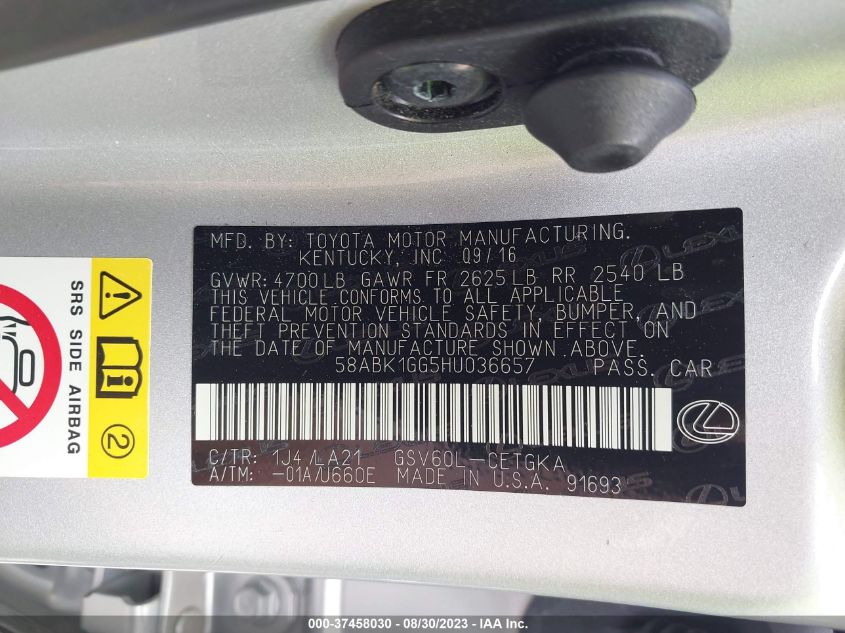 MFD. BY: TOYOTA MOTOR MANUFACTURING.
KENTUCKY, INC 09/16
GVWR: 4700LB GAWR FR 2625LB RR 2540 LB
THIS VEHICLE CONFORMS TO ALL APPLICABLE
FEDERAL MOTOR VEHICLE SAFETY, BUMPER, AND
THEFT PREVENTION STANDARDS IN EFFECT ON
THE DATE OF MANUFACTURE SHOWN ABOVE.
58ABK1GG5HU036657 PASS. CAR
C/TR: 1J4/LA21 GSV60L-CETGKA
A/TM: -01A/U660E MADE IN U.S.A. 91693
SRS SIDE AIRBAG
2
000-37458030 - 08/30/2023 - IAA Inc.